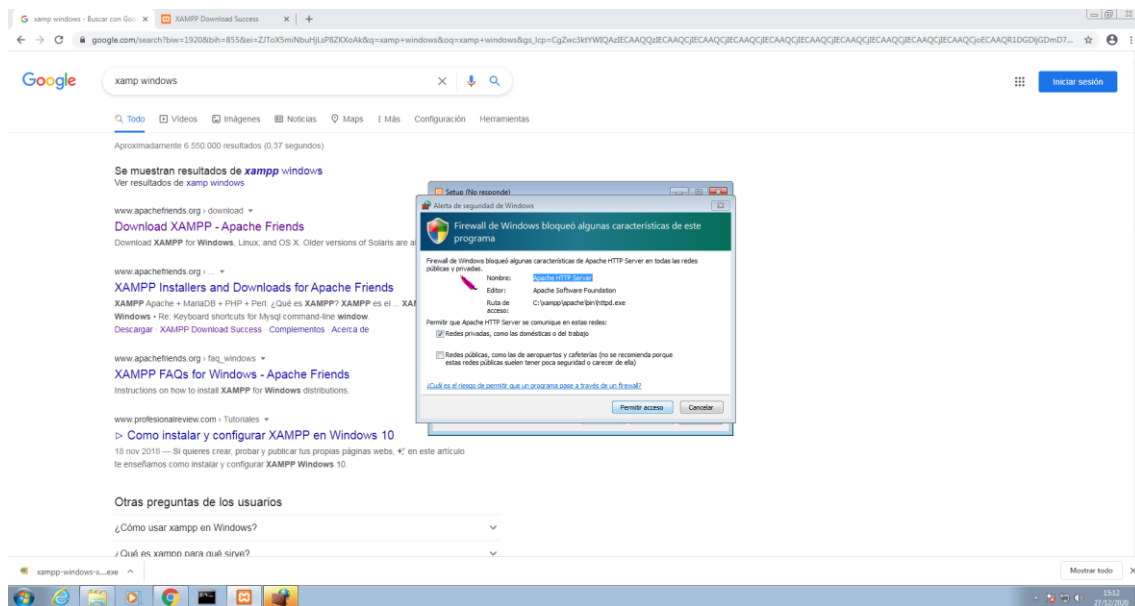 xamp windows - Buscar con Goo
XAMPP Download Success
google.com/search?biw=1920&bih=855&ei=
Google
xamp windows
Iniciar sesión
Todo
Vídeos
Imágenes
Noticias
Maps
Más
Configuración
Herramientas
Aproximadamente 6.550.000 resultados (0,37 segundos)
Se muestran resultados de xampp windows
Ver resultados de xamp windows
www.apachefriends.org › download
Download XAMPP - Apache Friends
Download XAMPP for Windows, Linux, and OS X. Older versions of Solaris are a
www.apachefriends.org › ...
XAMPP Installers and Downloads for Apache Friends
XAMPP Apache + MariaDB + PHP + Perl. ¿Qué es XAMPP? XAMPP es el ... XAM
Windows • Re: Keyboard shortcuts for Mysql command-line window.
Descargar · XAMPP Download Success · Complementos · Acerca de
www.apachefriends.org › faq_windows
XAMPP FAQs for Windows - Apache Friends
Instructions on how to install XAMPP for Windows distributions.
www.profesionalreview.com › Tutoriales
▷ Como instalar y configurar XAMPP en Windows 10
18 nov 2018 — Si quieres crear, probar y publicar tus propias páginas webs, en este artículo
te enseñamos como instalar y configurar XAMPP Windows 10.
Otras preguntas de los usuarios
¿Cómo usar xampp en Windows?
¿Qué es xampp para qué sirve?
Setup (No responde)
Alerta de seguridad de Windows
Firewall de Windows bloqueó algunas características de este
programa
Firewall de Windows bloqueó algunas características de Apache HTTP Server en todas las redes
públicas y privadas.
Nombre: Apache HTTP Server
Editor: Apache Software Foundation
Ruta de C:\xampp\apache\bin\httpd.exe
acceso:
Permitir que Apache HTTP Server se comunique en estas redes:
Redes privadas, como las domésticas o del trabajo
Redes públicas, como las de aeropuertos y cafeterías (no se recomienda porque
estas redes públicas suelen tener poca seguridad o carecer de ella)
¿Cuál es el riesgo de permitir que un programa pase a través de un firewall?
Permitir acceso
Cancelar
xampp-windows-x....exe
Mostrar todo
15:12
27/12/2020